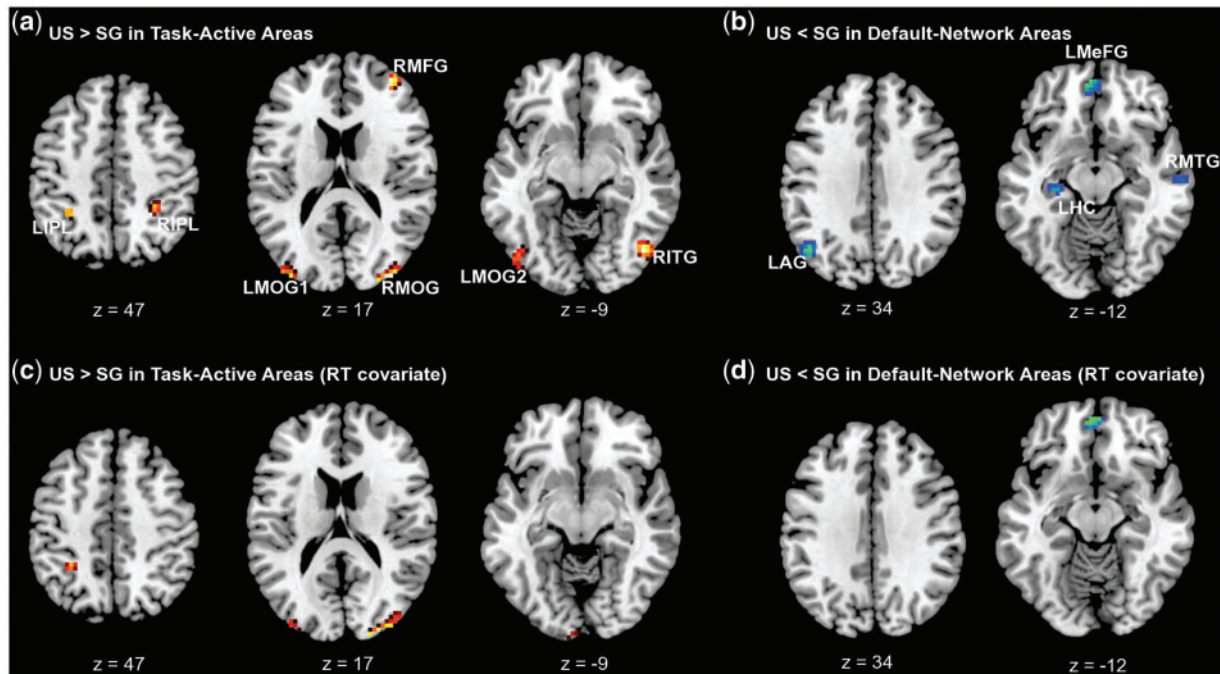 (a) US > SG in Task-Active Areas
RMFG
LIPL
RIPL
LMOG1
RMOG
LMOG2
RITG
z = 47
z = 17
z = -9
(b) US < SG in Default-Network Areas
LMeFG
RMTG
LHC
LAG
z = 34
z = -12
(c) US > SG in Task-Active Areas (RT covariate)
z = 47
z = 17
z = -9
(d) US < SG in Default-Network Areas (RT covariate)
z = 34
z = -12